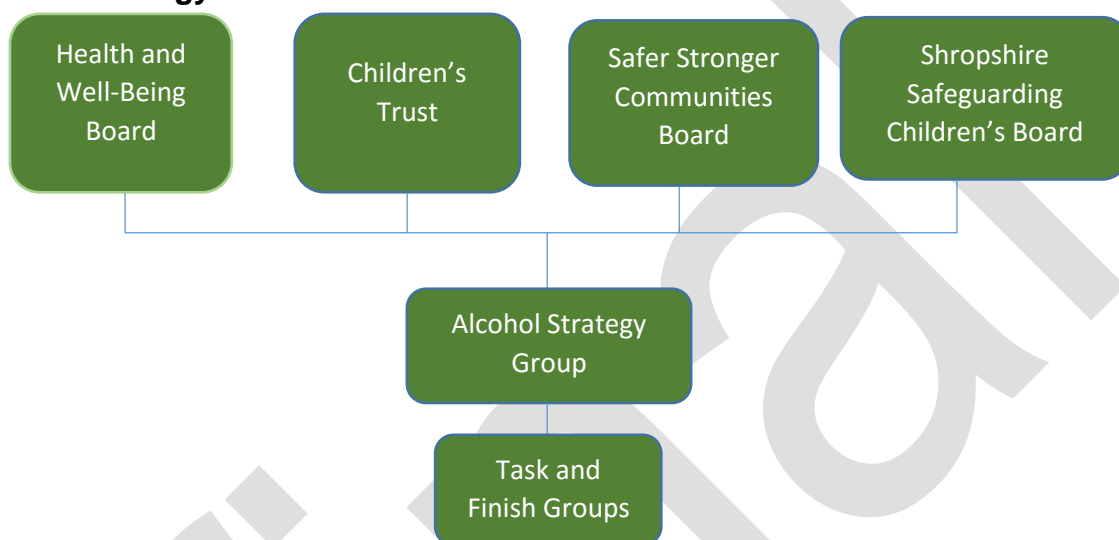 gy
Health and
Well-Being
Board
Children’s
Trust
Safer Stronger
Communities
Board
Shropshire
Safeguarding
Children’s Board
Alcohol Strategy
Group
Task and
Finish Groups